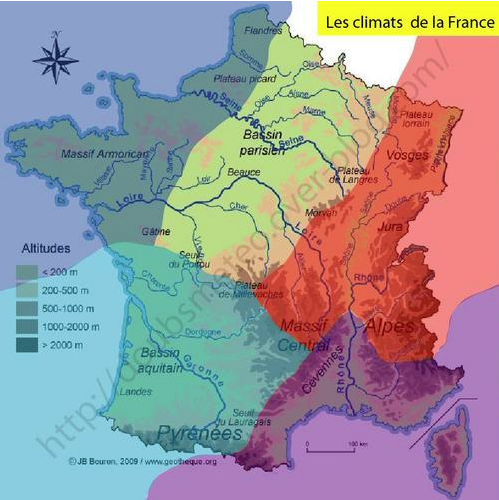 Les climats de la France
Flandres
Somme
Oise
Plateau picard
Aisne
Oise
Seine
Marne
Meuse
Moselle
Plateau
lorrain
Bassin
parisien
Seine
Vosges
Massif Armoricain
Mayenne
Sarthe
Loir
Beauce
Plateau
de Langres
Loire
Cher
Morvan
Loire
Saône
Doubs
Jura
Gâtine
Vienne
Seuil
du Poitou
Allier
Altitudes
< 200 m
200-500 m
500-1000 m
1000-2000 m
> 2000 m
Charente
Plateau
de Millevaches
Rhône
Massif
Central
Alpes
Dordogne
Bassin
aquitain
Garonne
Cévennes
Rhône
Landes
Seuil
du Lauragais
Pyrénées
0
100 km
© JB Bouron, 2009 / www.geotheque.org